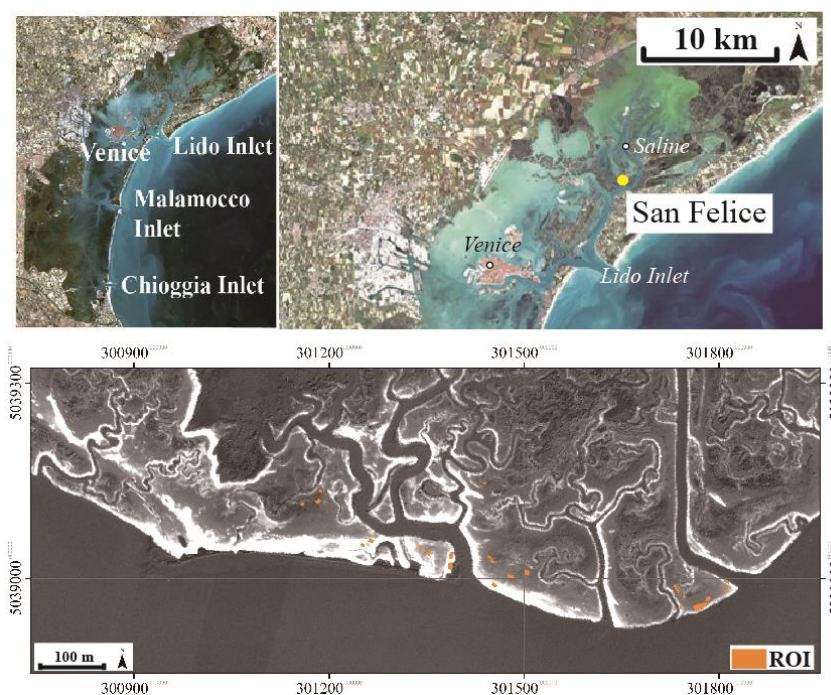 Venice
Lido Inlet
Malamocco
Inlet
Chioggia Inlet
N
10 km
Saline
San Felice
Venice
Lido Inlet
300900
301200
301500
301800
5039300
5039000
100 m
N
ROI
300900
301200
301500
301800